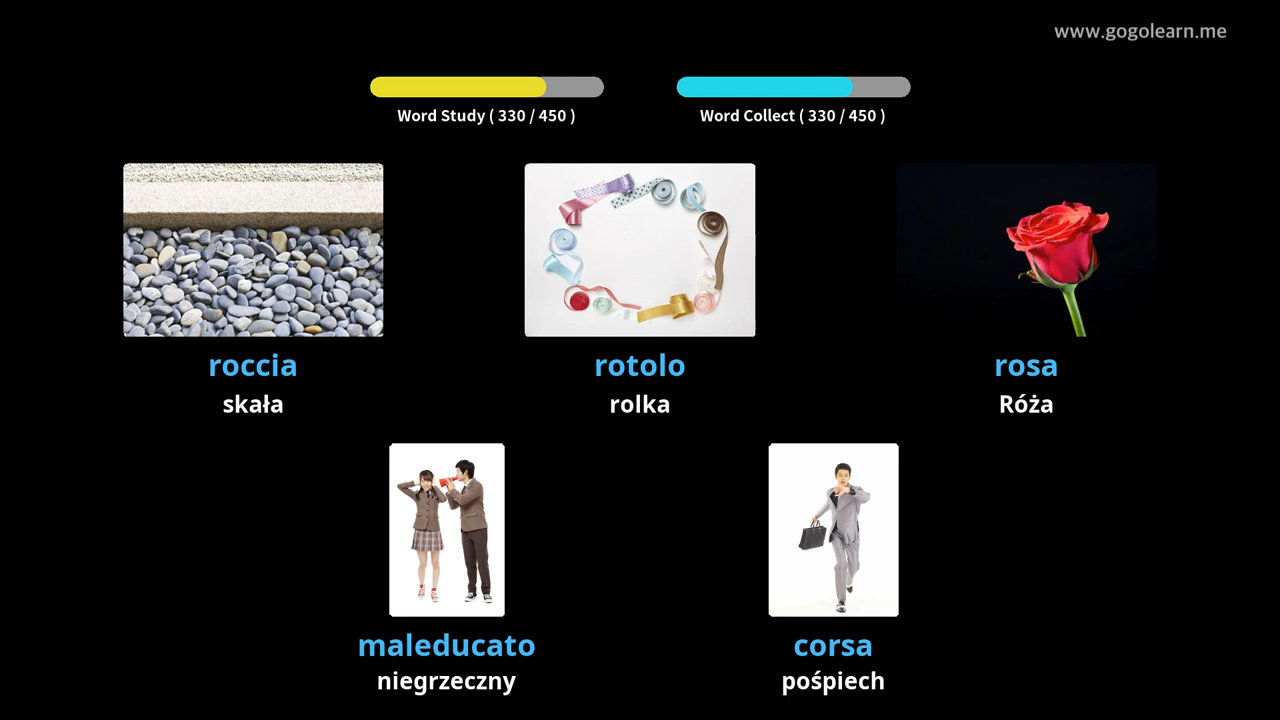 www.gogolearn.me
Word Study ( 330 / 450 )
Word Collect ( 330 / 450 )
roccia
skała
rotolo
rolka
rosa
Róża
maleducato
niegrzeczny
corsa
pośpiech